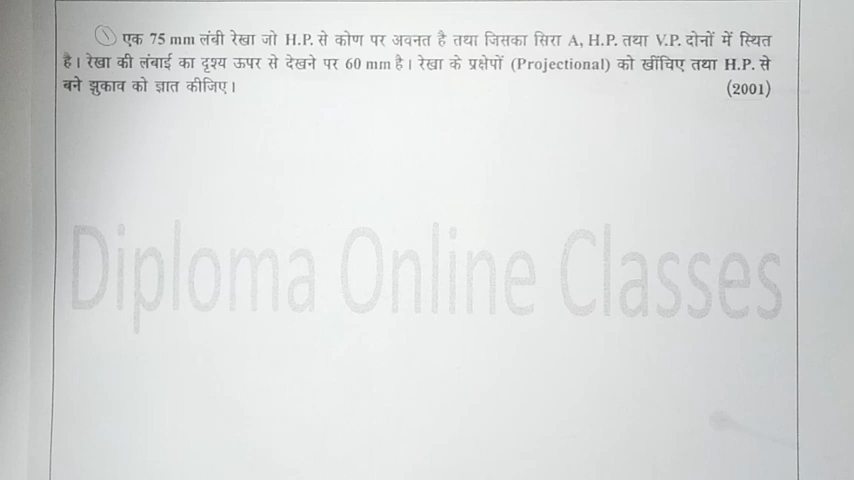 (1) एक 75 mm लंबी रेखा जो H.P. से कोण पर अवनत है तथा जिसका सिरा A, H.P. तथा V.P. दोनों में स्थित
है। रेखा की लंबाई का दृश्य ऊपर से देखने पर 60 mm है। रेखा के प्रक्षेपों (Projectional) को खींचिए तथा H.P. से
बने झुकाव को ज्ञात कीजिए। (2001)
Diploma Online Classes